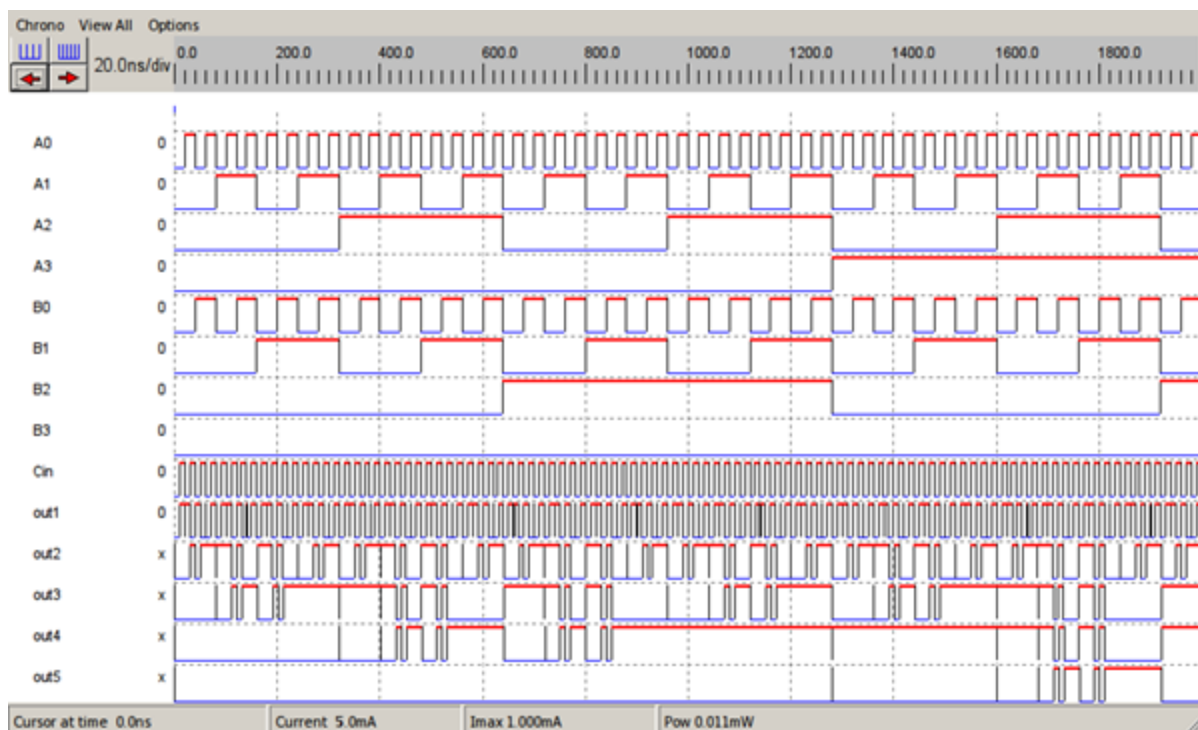 Chrono View All Options
20.0ns/div 0.0 200.0 400.0 600.0 800.0 1000.0 1200.0 1400.0 1600.0 1800.0
A0 0
A1 0
A2 0
A3 0
B0 0
B1 0
B2 0
B3 0
Cin 0
out1 0
out2 x
out3 x
out4 x
out5 x
Cursor at time 0.0ns Current 5.0mA Imax 1.000mA Pow 0.011mW